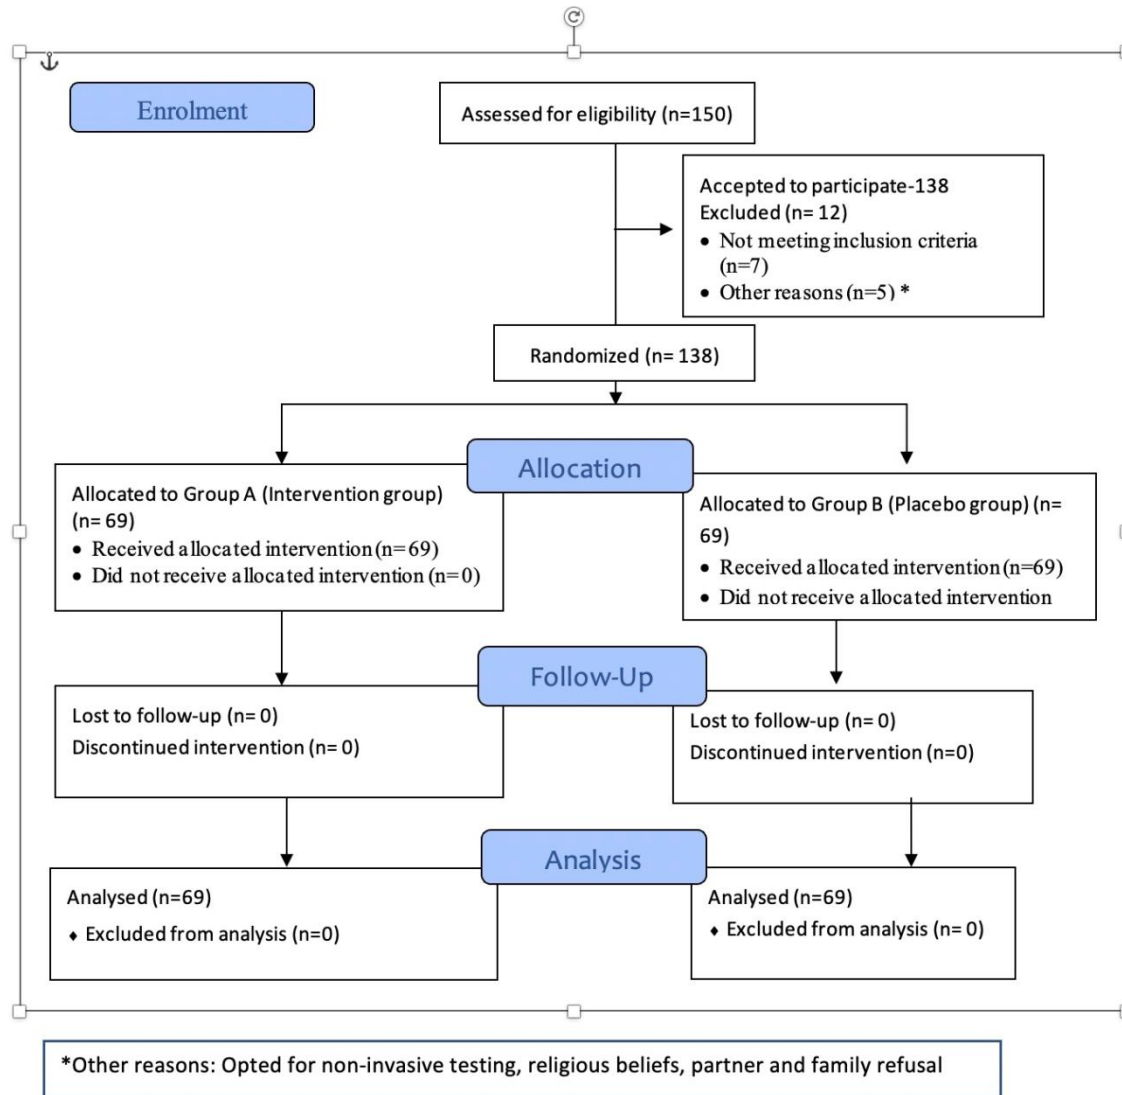 Enrolment
Assessed for eligibility (n=150)
Accepted to participate-138
Excluded (n= 12)
• Not meeting inclusion criteria
(n=7)
• Other reasons (n=5) *
Randomized (n= 138)
Allocation
Allocated to Group A (Intervention group)
(n= 69)
• Received allocated intervention (n=69)
• Did not receive allocated intervention (n=0)
Allocated to Group B (Placebo group) (n=
69)
• Received allocated intervention (n=69)
• Did not receive allocated intervention
Follow-Up
Lost to follow-up (n= 0)
Discontinued intervention (n= 0)
Lost to follow-up (n= 0)
Discontinued intervention (n=0)
Analysis
Analysed (n=69)
♦ Excluded from analysis (n=0)
Analysed (n=69)
♦ Excluded from analysis (n= 0)
*Other reasons: Opted for non-invasive testing, religious beliefs, partner and family refusal